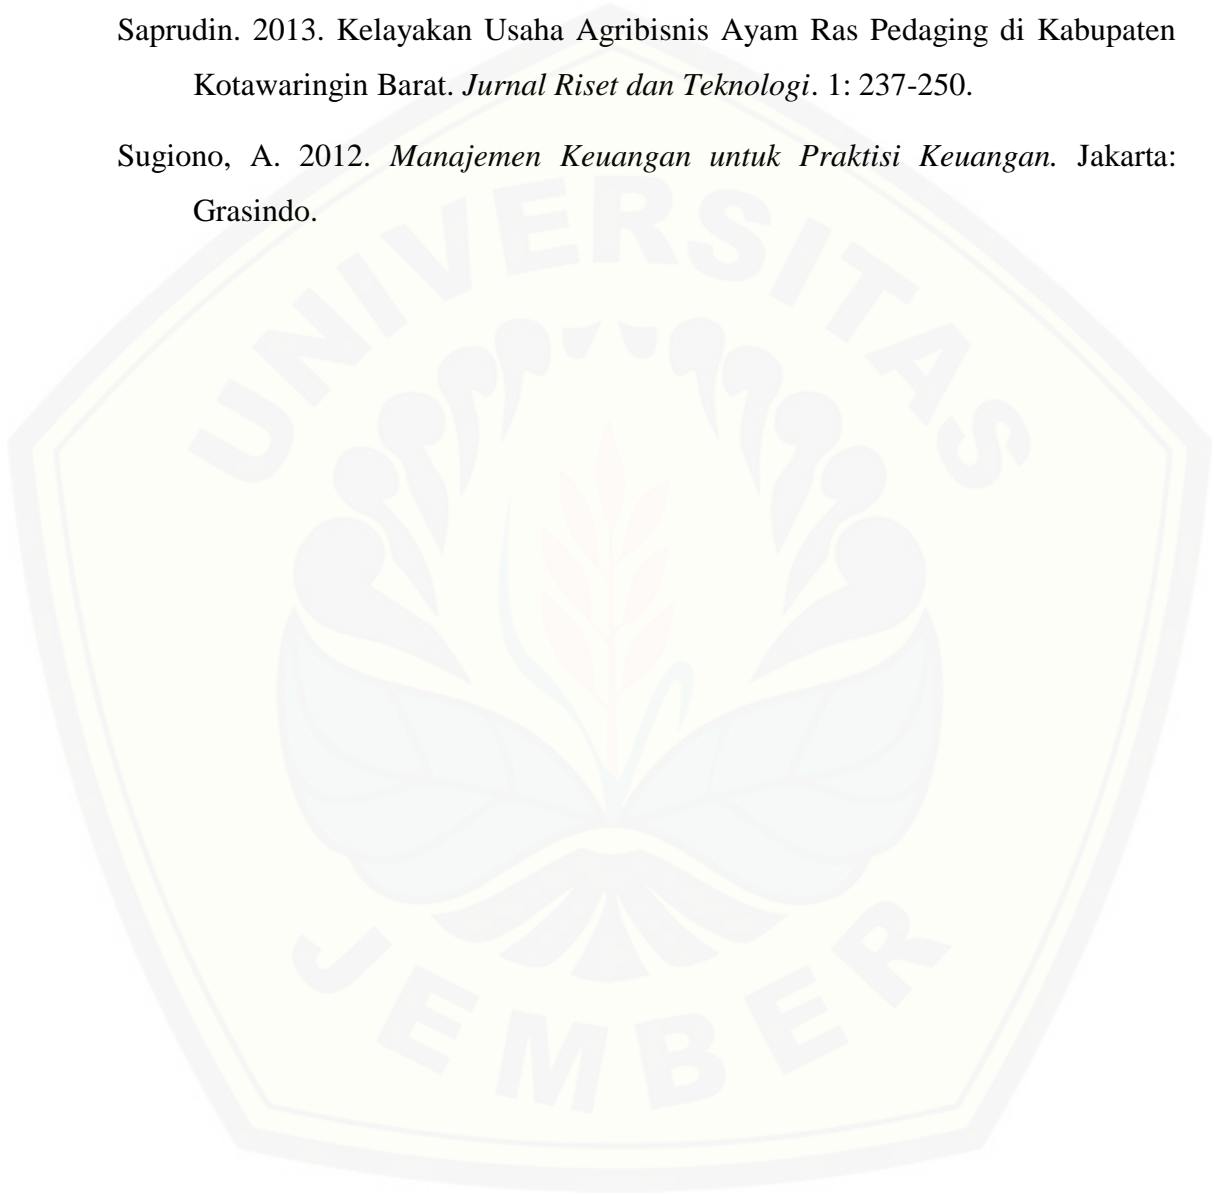 Saprudin. 2013. Kelayakan Usaha Agribisnis Ayam Ras Pedaging di Kabupaten
Kotawaringin Barat. Jurnal Riset dan Teknologi. 1: 237-250.
Sugiono, A. 2012. Manajemen Keuangan untuk Praktisi Keuangan. Jakarta:
Grasindo.
UNIVERSITAS
JEMBER